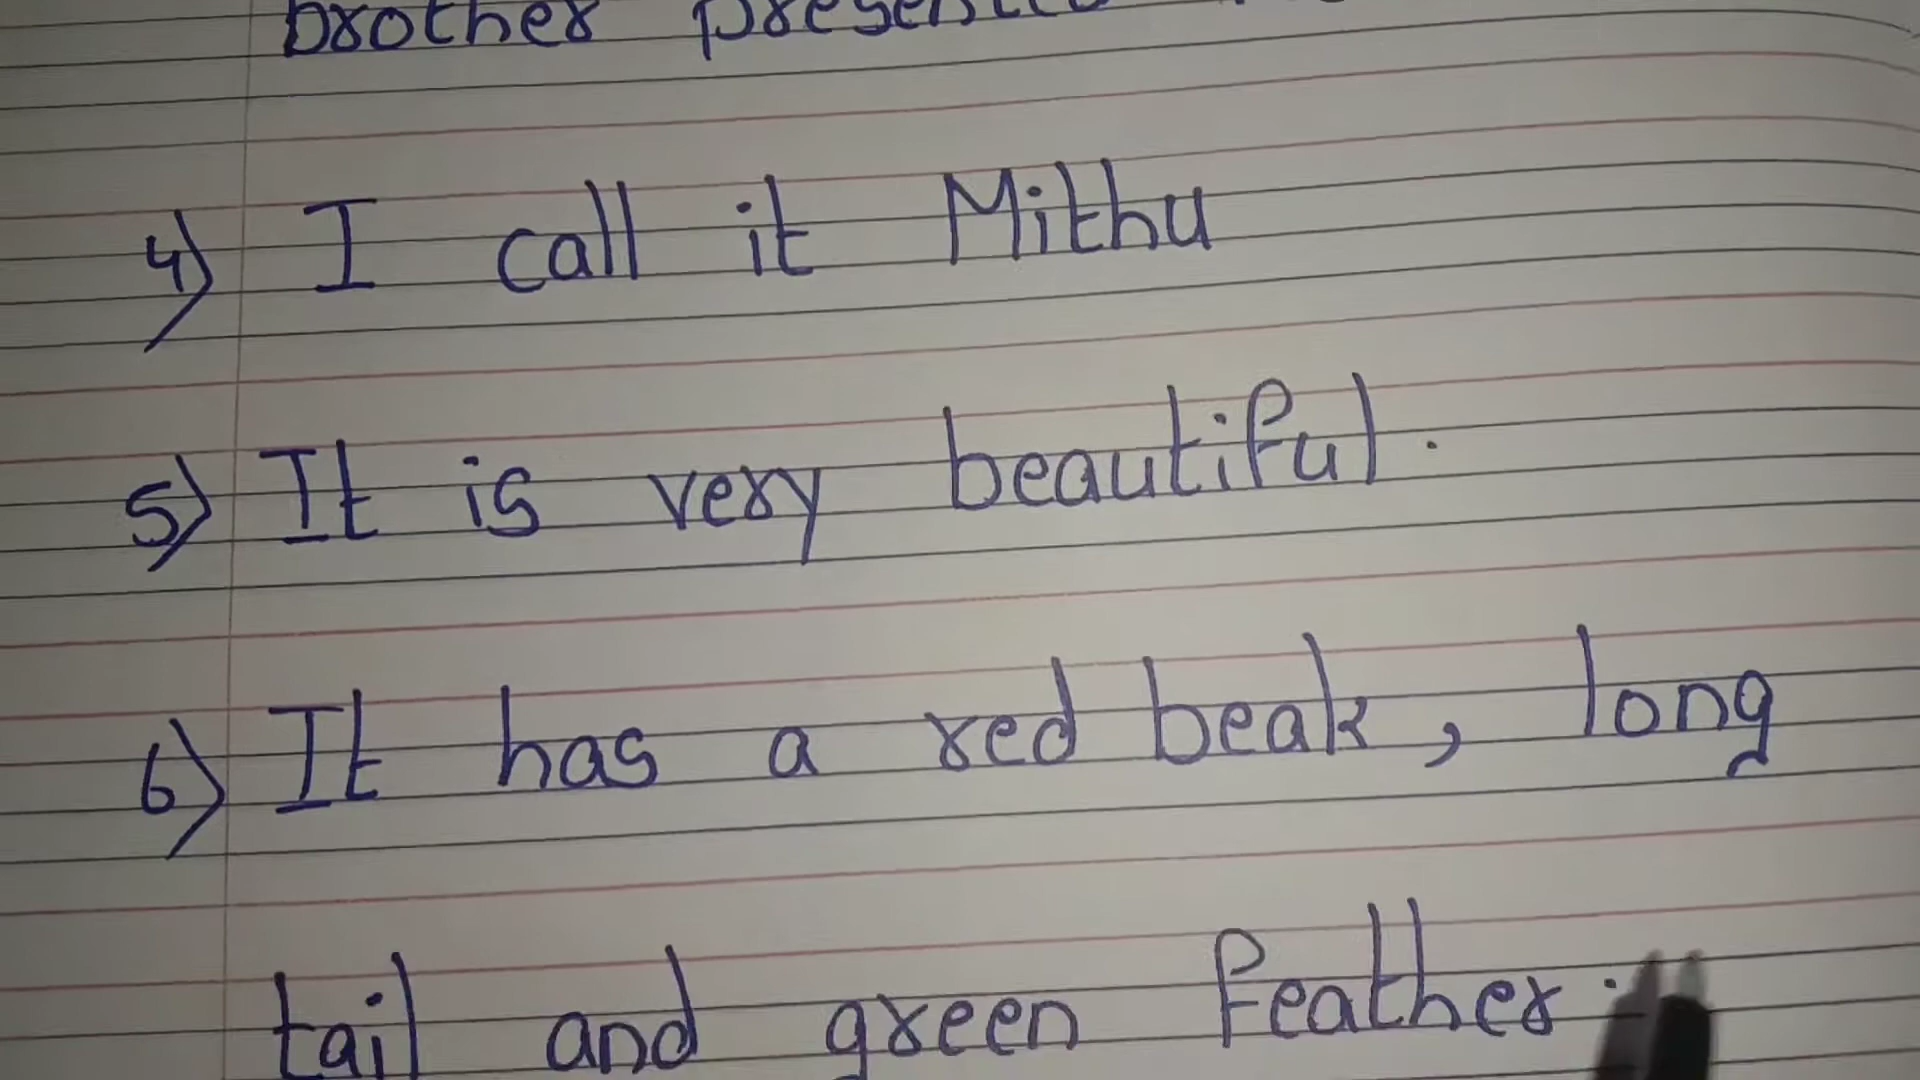 brother presented
4) I call it Mithu
5) It is very beautiful.
6) It has a red beak, long
tail and green feather.